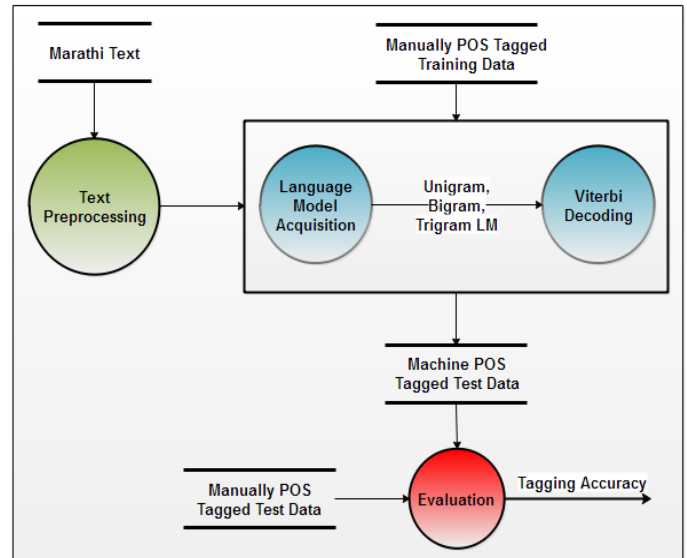 Marathi Text
Manually POS Tagged
Training Data
Text
Preprocessing
Language
Model
Acquisition
Unigram,
Bigram,
Trigram LM
Viterbi
Decoding
Machine POS
Tagged Test Data
Manually POS
Tagged Test Data
Evaluation
Tagging Accuracy